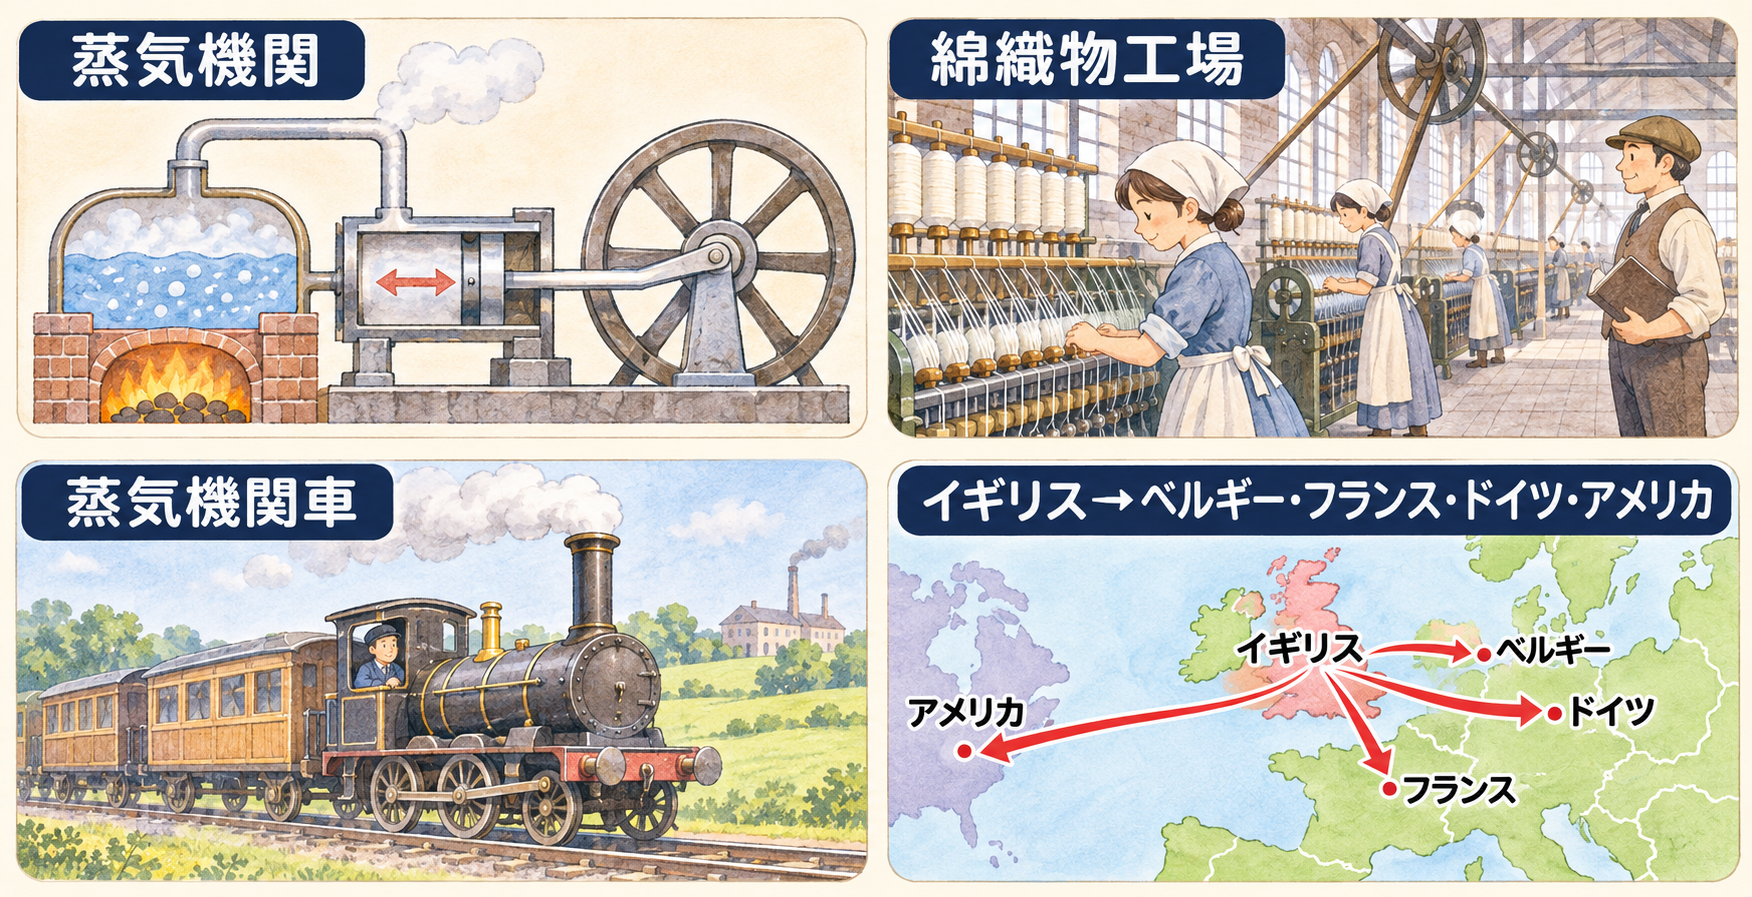 蒸気機関
綿織物工場
蒸気機関車
イギリス→ベルギー・フランス・ドイツ・アメリカ
イギリス
ベルギー
アメリカ
ドイツ
フランス